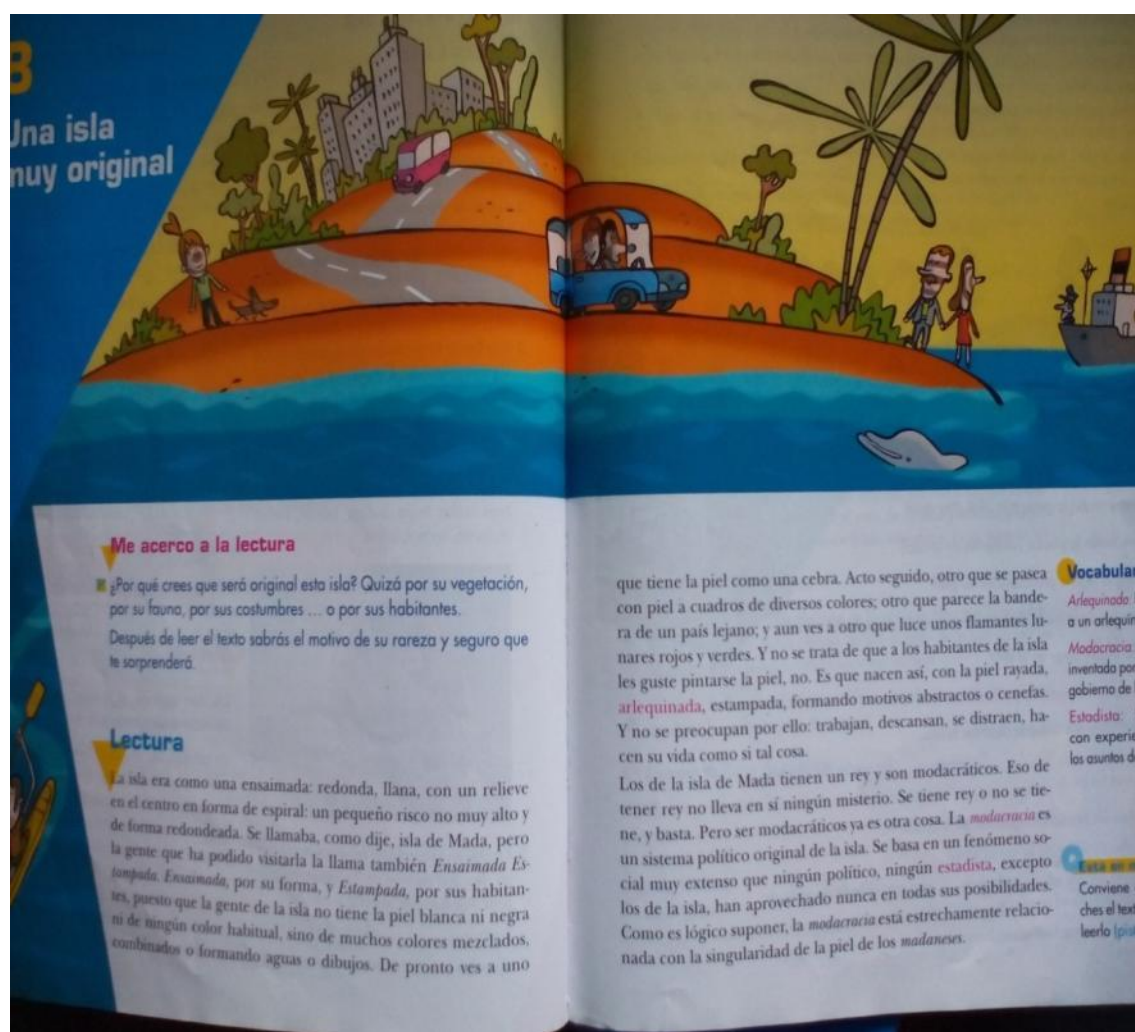 8
Una isla
muy original
Me acerco a la lectura
¿Por qué crees que será original esta isla? Quizá por su vegetación,
por su fauna, por sus costumbres ... o por sus habitantes.
Después de leer el texto sabrás el motivo de su rareza y seguro que
te sorprenderá.
Lectura
La isla era como una ensaimada: redonda, llana, con un relieve
en el centro en forma de espiral: un pequeño risco no muy alto y
de forma redondeada. Se llamaba, como dije, isla de Mada, pero
la gente que ha podido visitarla la llama también Ensaimada Es-
tampada. Ensaimada, por su forma, y Estampada, por sus habitan-
tes, puesto que la gente de la isla no tiene la piel blanca ni negra
ni de ningún color habitual, sino de muchos colores mezclados,
combinados o formando aguas o dibujos. De pronto ves a uno
que tiene la piel como una cebra. Acto seguido, otro que se pasea
con piel a cuadros de diversos colores; otro que parece la bande-
ra de un país lejano; y aun ves a otro que luce unos flamantes lu-
nares rojos y verdes. Y no se trata de que a los habitantes de la isla
les guste pintarse la piel, no. Es que nacen así, con la piel rayada,
arlequinada, estampada, formando motivos abstractos o cenefas.
Y no se preocupan por ello: trabajan, descansan, se distraen, ha-
cen su vida como si tal cosa.
Los de la isla de Mada tienen un rey y son modacráticos. Eso de
tener rey no lleva en sí ningún misterio. Se tiene rey o no se tie-
ne, y basta. Pero ser modacráticos ya es otra cosa. La modacracia es
un sistema político original de la isla. Se basa en un fenómeno so-
cial muy extenso que ningún político, ningún estadista, excepto
los de la isla, han aprovechado nunca en todas sus posibilidades.
Como es lógico suponer, la modacracia está estrechamente relacio-
nada con la singularidad de la piel de los madaneses.
Vocabular
Arlequinada:
a un arlequín
Modacracia:
inventado por
gobierno de l
Estadista:
con experie
los asuntos d
Conviene
ches el text
leerlo